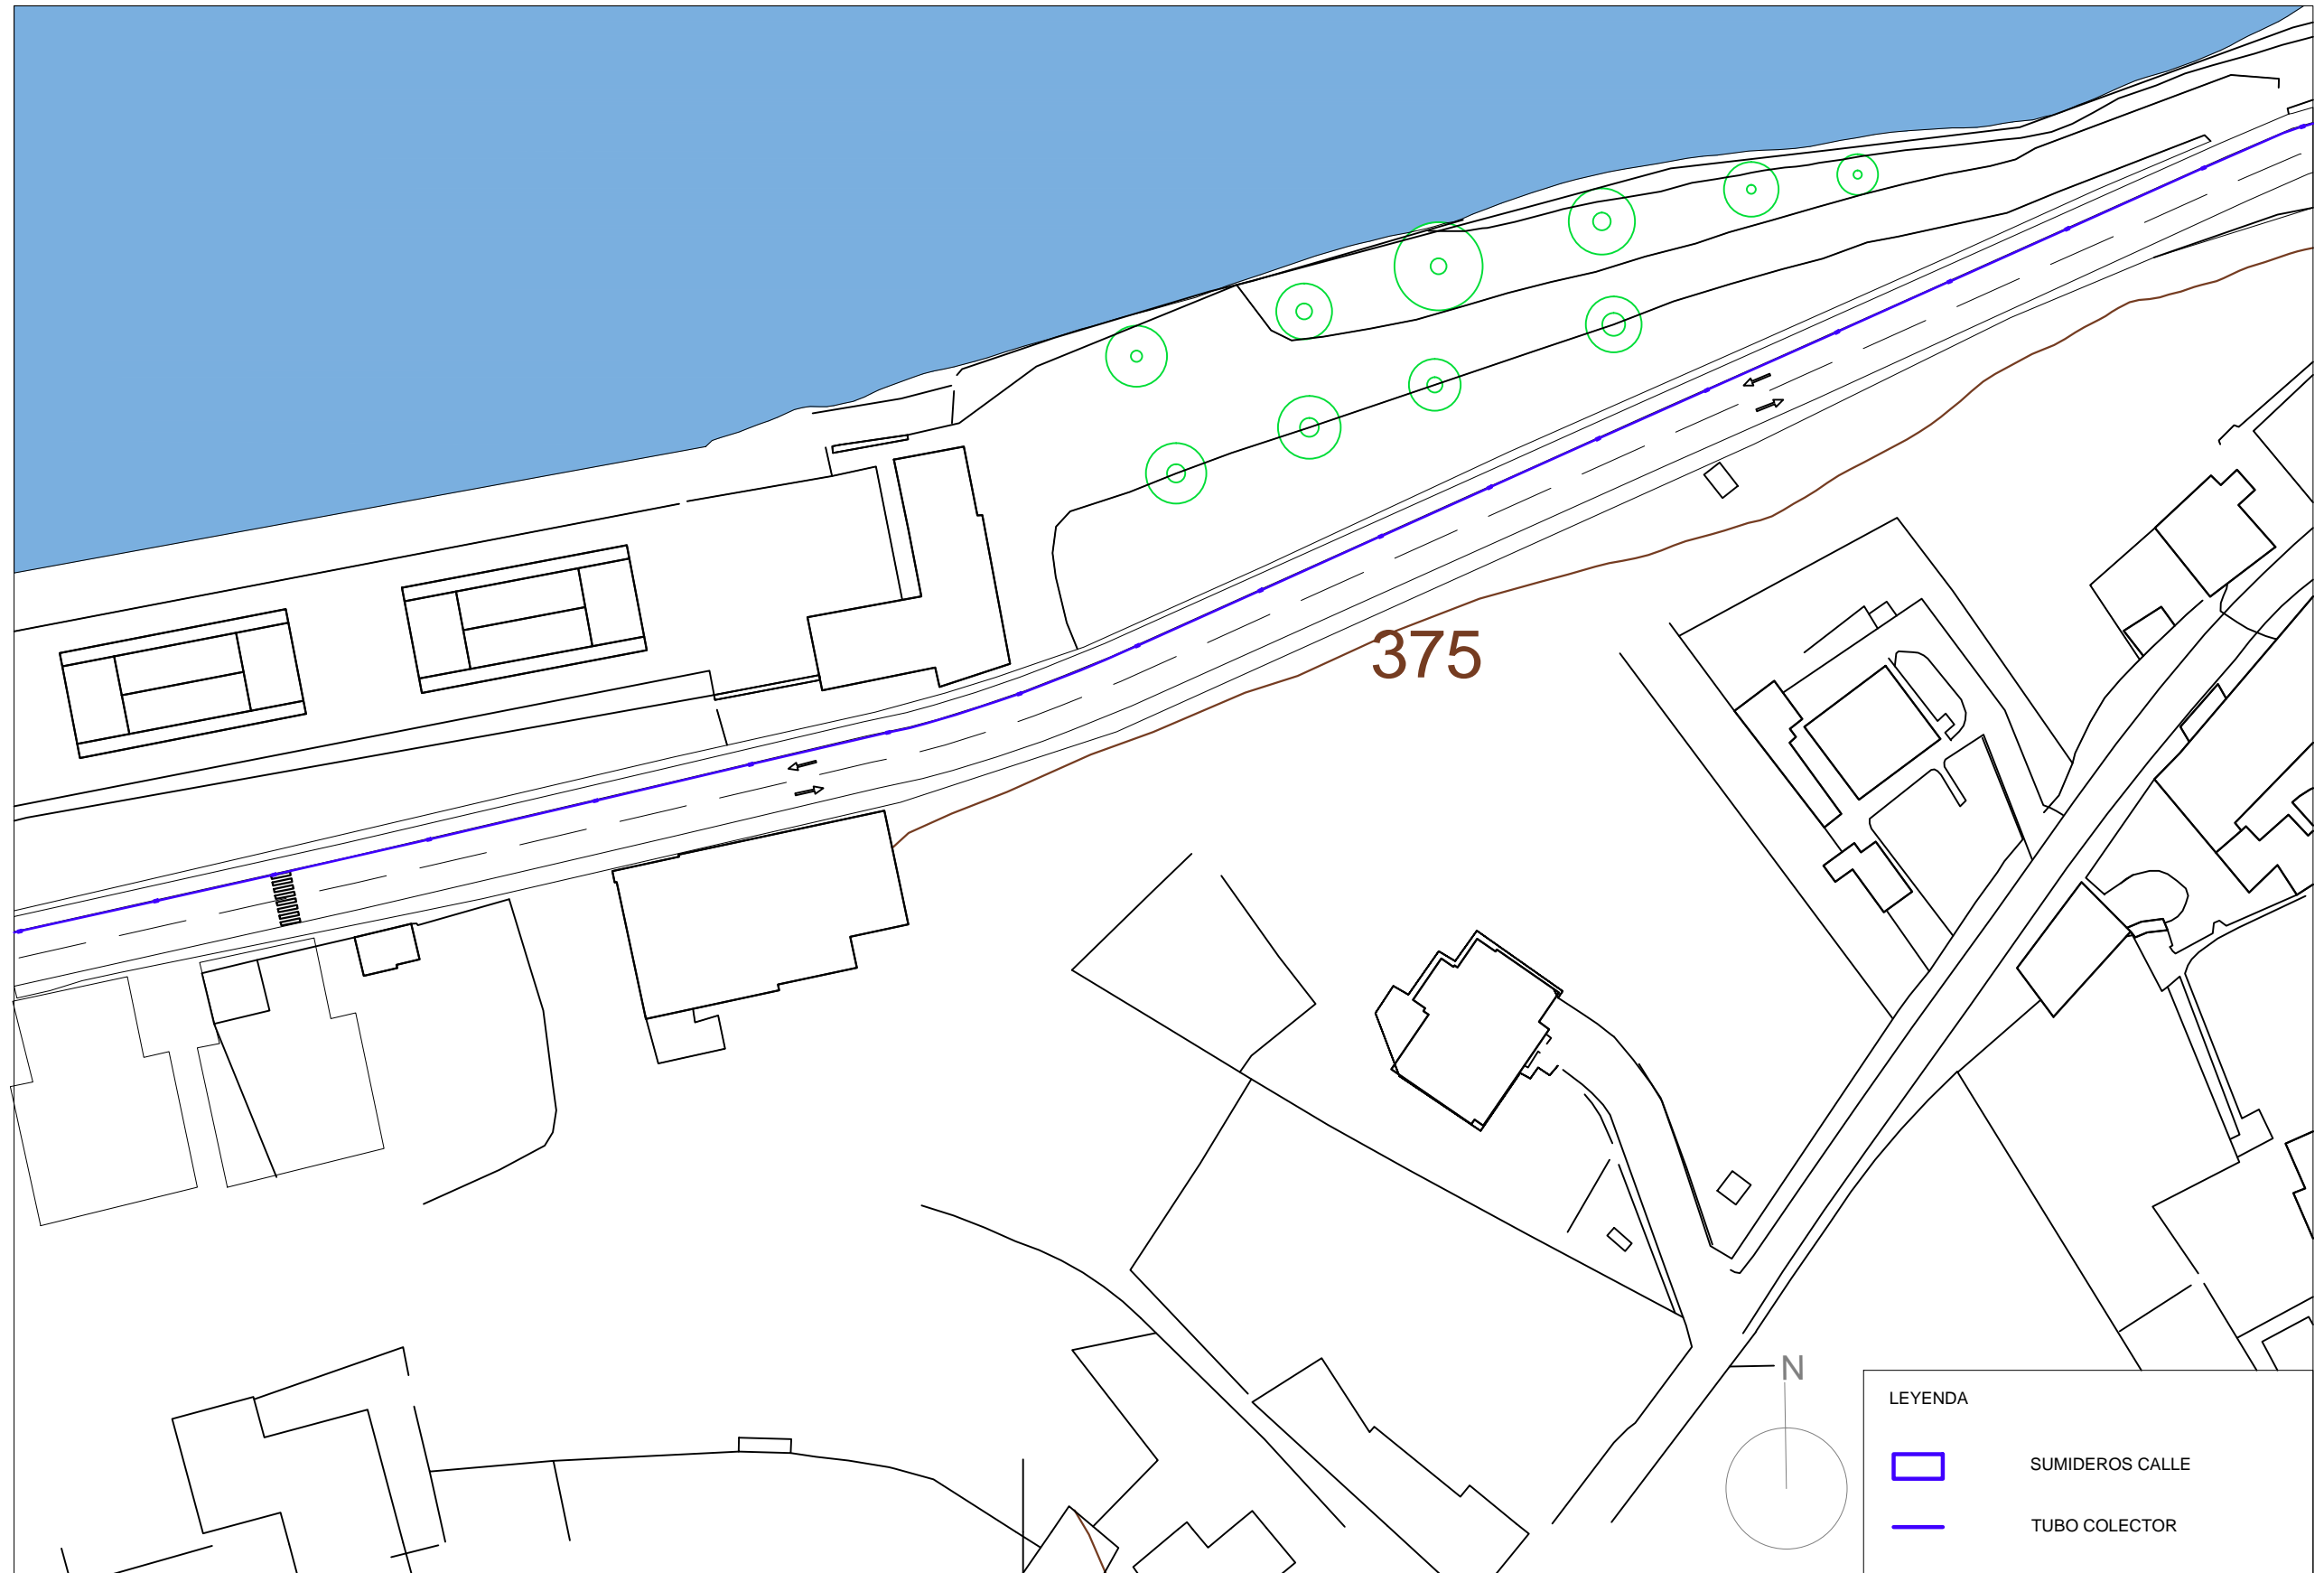 375
N
LEYENDA
SUMIDEROS CALLE
TUBO COLECTOR